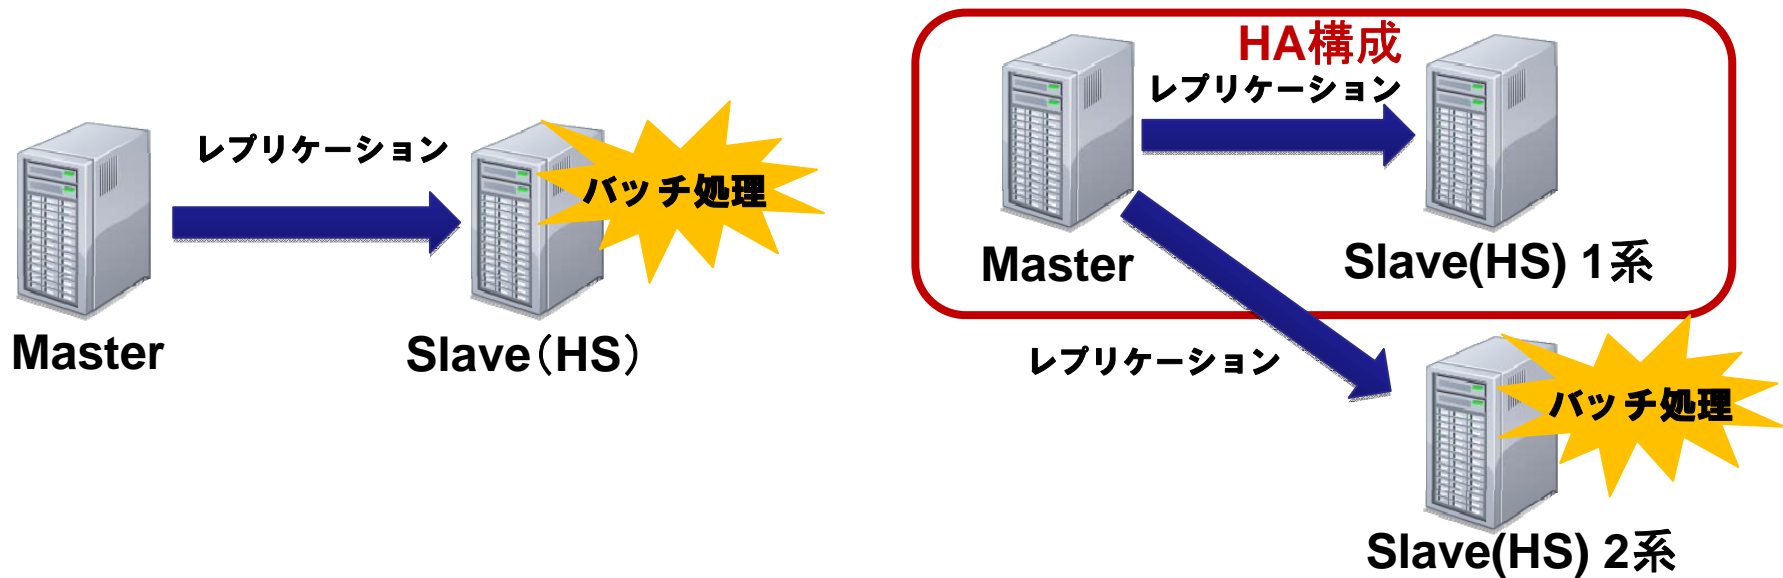 レプリケーション
バッチ処理
Master
Slave（HS）
HA構成
レプリケーション
Master
Slave(HS) 1系
レプリケーション
バッチ処理
Slave(HS) 2系